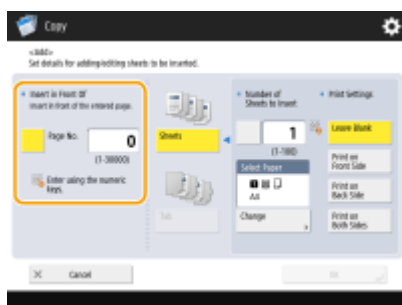 Copy
<Add>
Set details for adding/editing sheets to be inserted.
Insert in Front Of
Insert in front of the entered page.
Page No.
0
(1-30000)
Enter using the numeric
keys.
Sheets
Tab
Number of
Sheets to Insert
1
(1-100)
Select Paper
A4
Change
Print Settings
Leave Blank
Print on
Front Side
Print on
Back Side
Print on
Both Sides
Cancel
OK